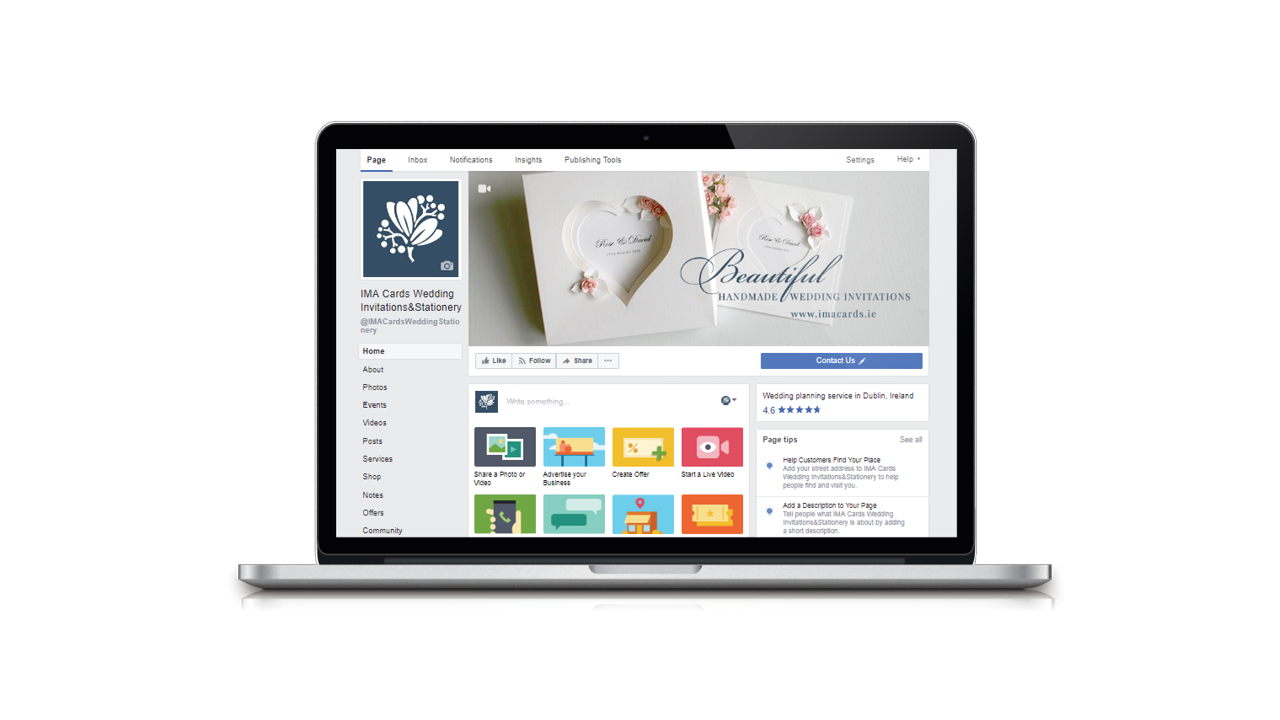 Page Inbox Notifications Insights Publishing Tools Settings Help
IMA Cards Wedding
Invitations&Stationery
@IMACardsWeddingStatio
nery
Home
About
Photos
Events
Videos
Posts
Services
Shop
Notes
Offers
Community
Rose & David
Rose & David
Beautiful
HANDMADE WEDDING INVITATIONS
www.imacards.ie
Like Follow Share ...
Contact Us
Write something...
Share a Photo or
Video
Advertise your
Business
Create Offer
Start a Live Video
Wedding planning service in Dublin, Ireland
4.6
Page tips See all
Help Customers Find Your Place
Add your street address to IMA Cards
Wedding Invitations&Stationery to help
people find and visit you.
Add a Description to Your Page
Tell people what IMA Cards Wedding
Invitations&Stationery is about by adding
a short description.